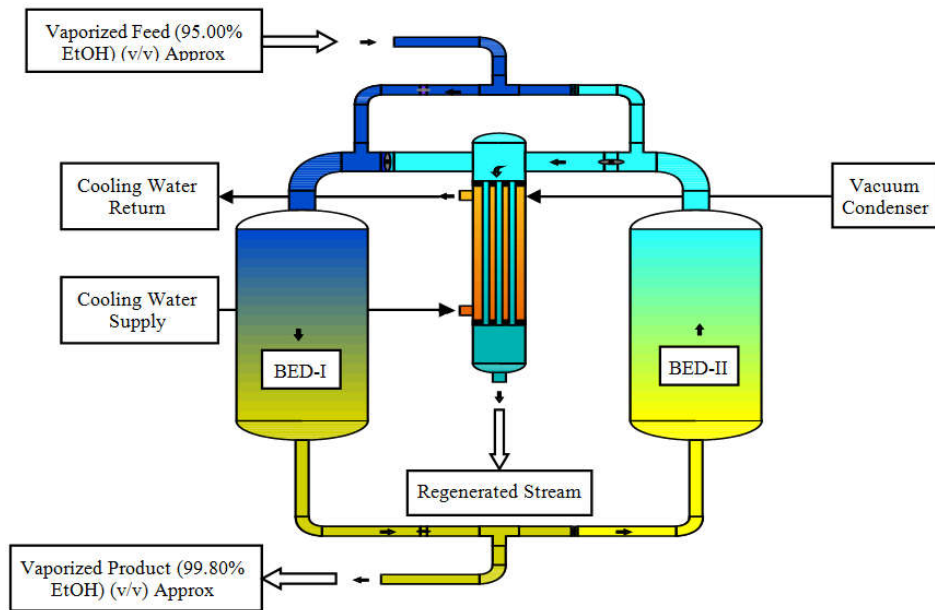 Vaporized Feed (95.00%
EtOH) (v/v) Approx
Cooling Water
Return
Vacuum
Condenser
Cooling Water
Supply
BED-I
BED-II
Regenerated Stream
Vaporized Product (99.80%
EtOH) (v/v) Approx